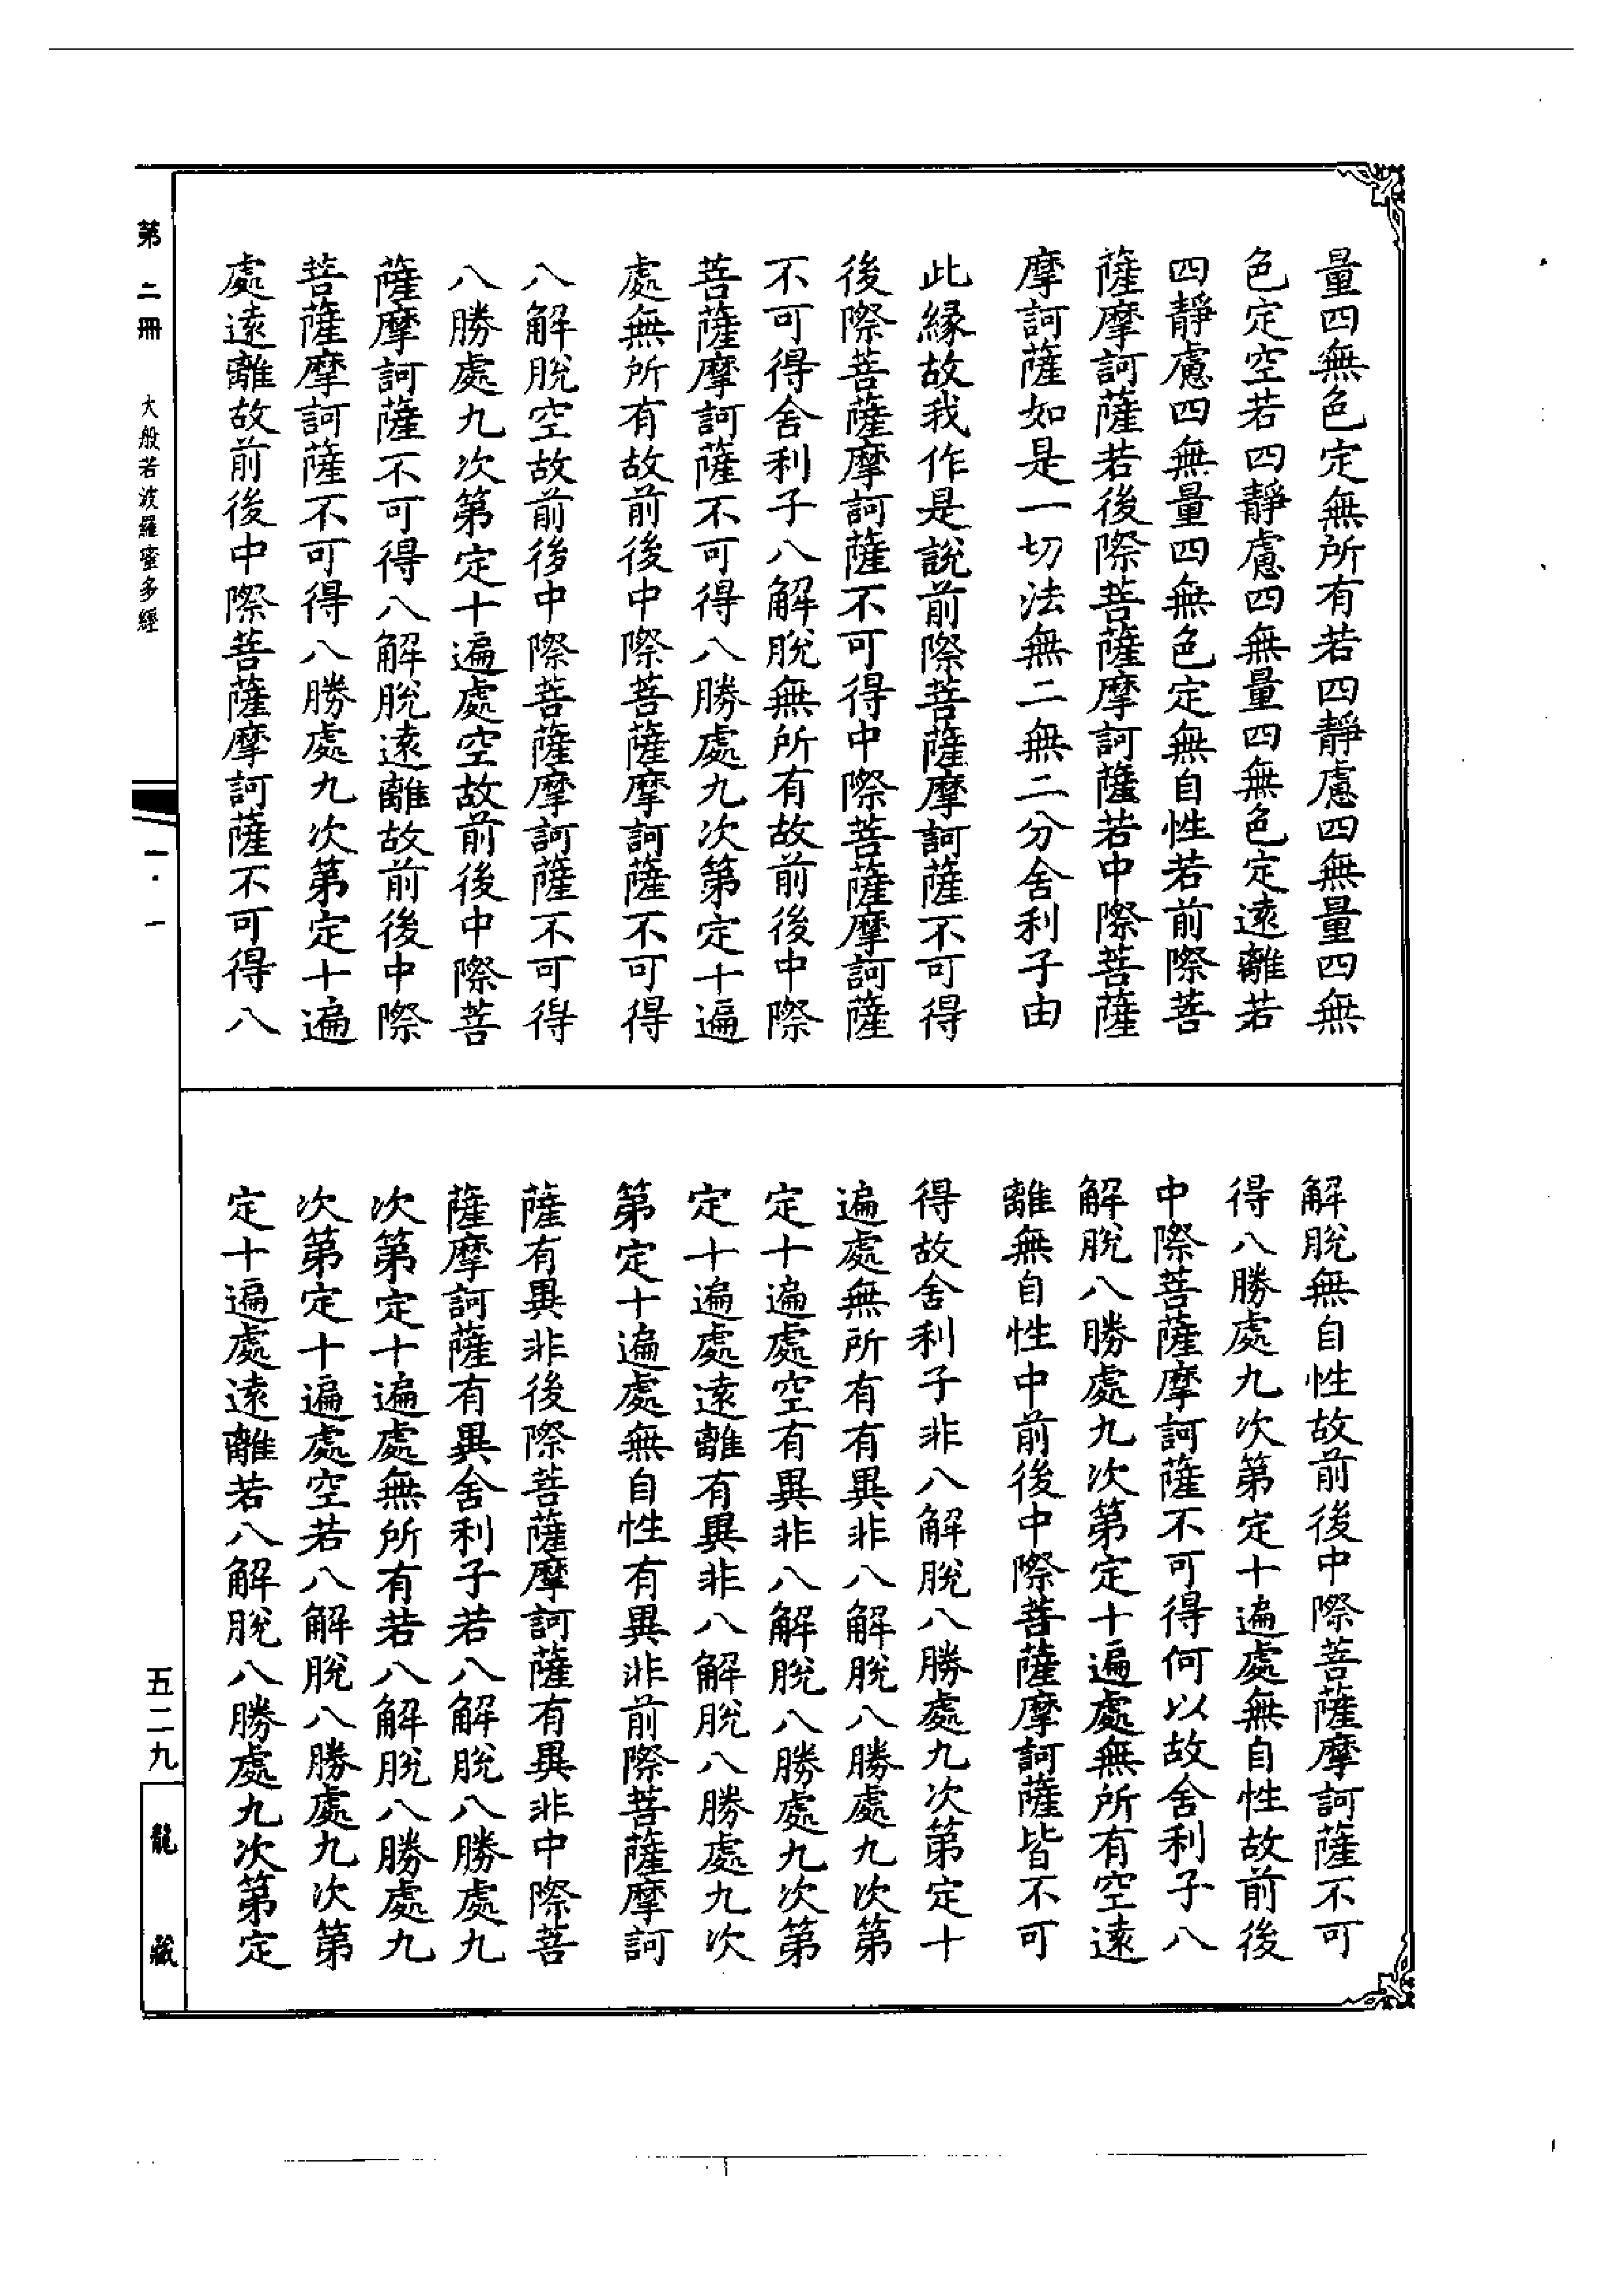 量四無色定無所有若四靜慮四無量四無
色定空若四靜慮四無量四無色定遠離若
四靜慮四無量四無色定無自性若前際菩
薩摩訶薩若後際菩薩摩訶薩若中際菩薩
摩訶薩如是一切法無二無二分舍利子由
此緣故我作是說前際菩薩摩訶薩不可得
後際菩薩摩訶薩不可得中際菩薩摩訶薩
不可得舍利子八解脫無所有故前後中際
菩薩摩訶薩不可得八勝處九次第定十遍
處無所有故前後中際菩薩摩訶薩不可得
八解脫空故前後中際菩薩摩訶薩不可得
八勝處九次第定十遍處空故前後中際菩
薩摩訶薩不可得八解脫遠離故前後中際
菩薩摩訶薩不可得八勝處九次第定十遍
處遠離故前後中際菩薩摩訶薩不可得八
解脫無自性故前後中際菩薩摩訶薩不可
得八勝處九次第定十遍處無自性故前後
中際菩薩摩訶薩不可得何以故舍利子八
解脫八勝處九次第定十遍處無所有空遠
離無自性中前後中際菩薩摩訶薩皆不可
得故舍利子非八解脫八勝處九次第定十
遍處無所有有異非八解脫八勝處九次第
定十遍處空有異非八解脫八勝處九次第
定十遍處遠離有異非八解脫八勝處九次
第定十遍處無自性有異非前際菩薩摩訶
薩有異非後際菩薩摩訶薩有異非中際菩
薩摩訶薩有異舍利子若八解脫八勝處九
次第定十遍處無所有若八解脫八勝處九
次第定十遍處空若八解脫八勝處九次第
定十遍處遠離若八解脫八勝處九次第定
第二冊 大般若波羅蜜多經 一·一 五二九 龍藏